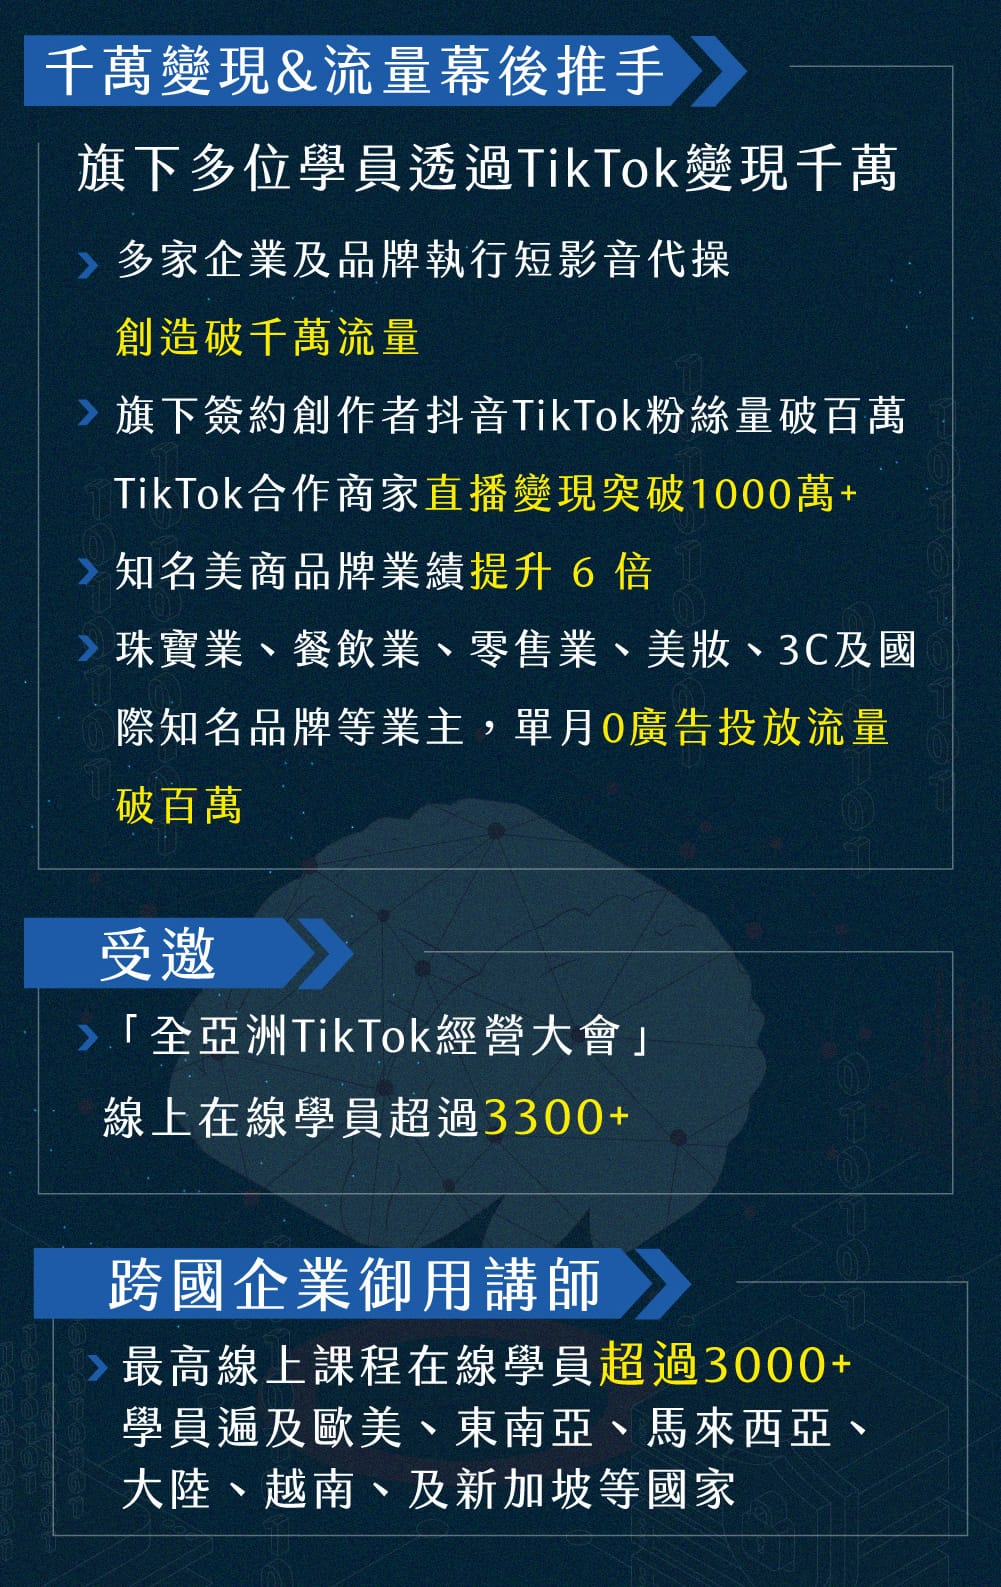 千萬變現&流量幕後推手
旗下多位學員透過TikTok變現千萬
多家企業及品牌執行短影音代操
創造破千萬流量
旗下簽約創作者抖音TikTok粉絲量破百萬
TikTok合作商家直播變現突破1000萬+
知名美商品牌業績提升 6 倍
珠寶業、餐飲業、零售業、美妝、3C及國
際知名品牌等業主，單月0廣告投放流量
破百萬
受邀
「全亞洲TikTok經營大會」
線上在線學員超過3300+
跨國企業御用講師
最高線上課程在線學員超過3000+
學員遍及歐美、東南亞、馬來西亞、
大陸、越南、及新加坡等國家